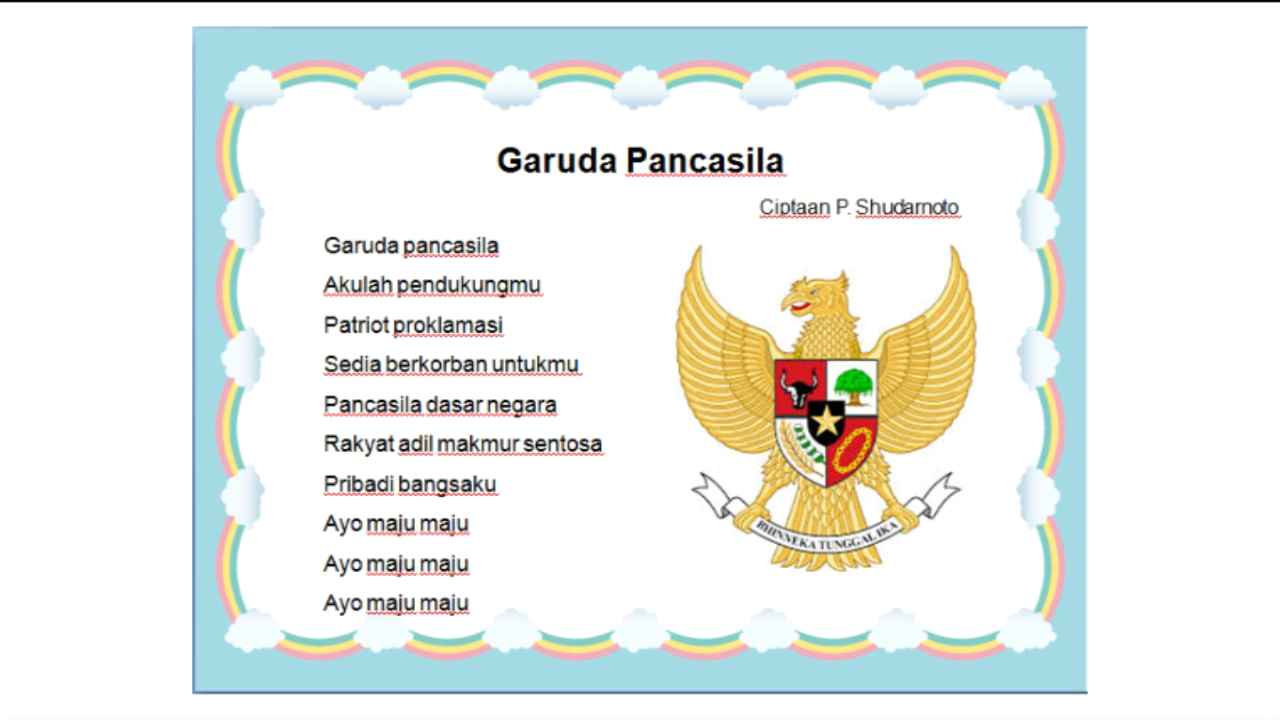 Garuda Pancasila
Ciptaan P. Shudarnoto
Garuda pancasila
Akulah pendukungmu
Patriot proklamasi
Sedia berkorban untukmu
Pancasila dasar negara
Rakyat adil makmur sentosa
Pribadi bangsaku
Ayo maju maju
Ayo maju maju
Ayo maju maju
BHINNEKA TUNGGAL IKA